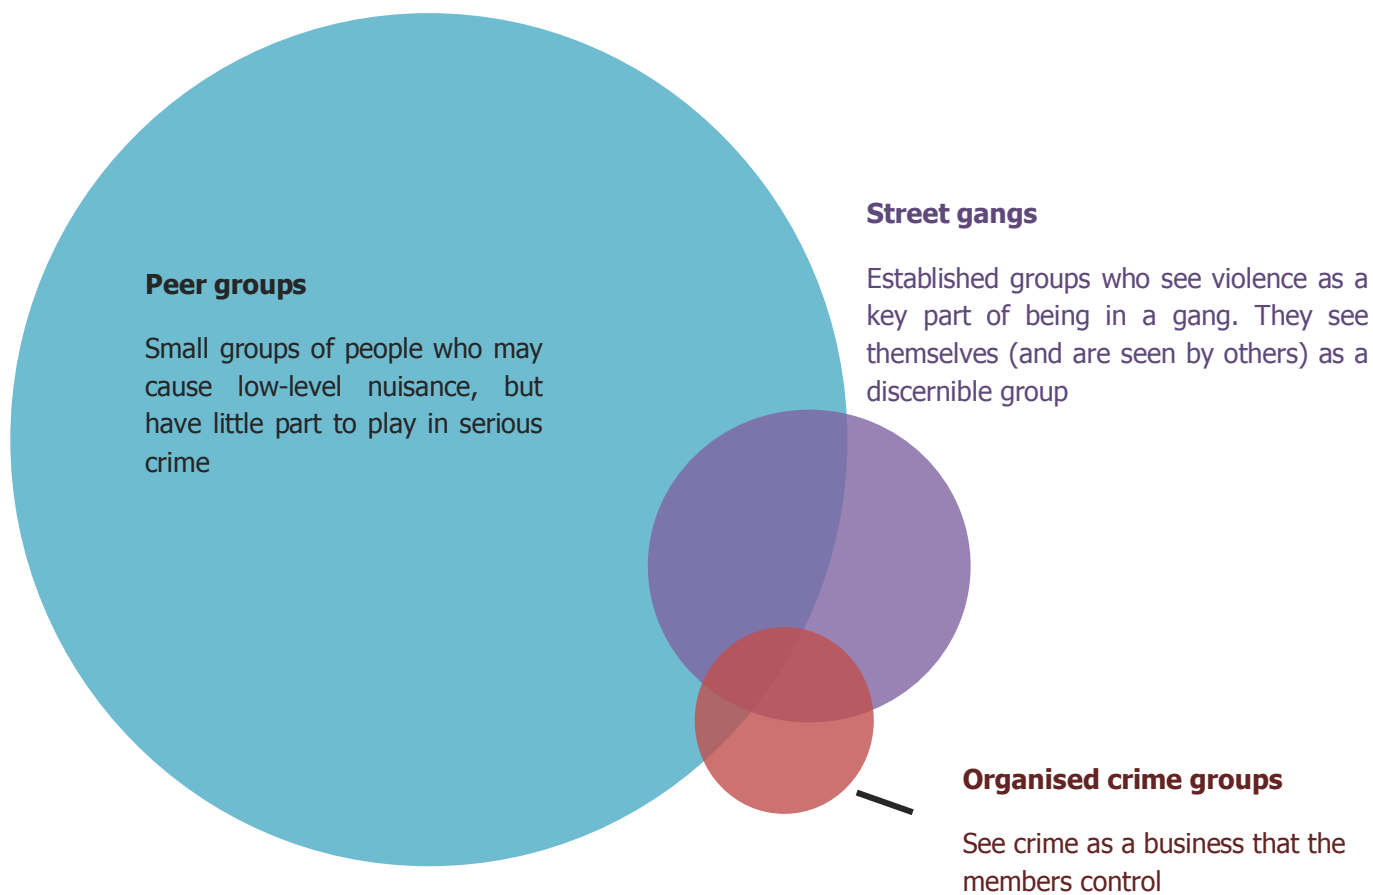 Peer groups
Small groups of people who may
cause low-level nuisance, but
have little part to play in serious
crime
Street gangs
Established groups who see violence as a
key part of being in a gang. They see
themselves (and are seen by others) as a
discernible group
Organised crime groups
See crime as a business that the
members control